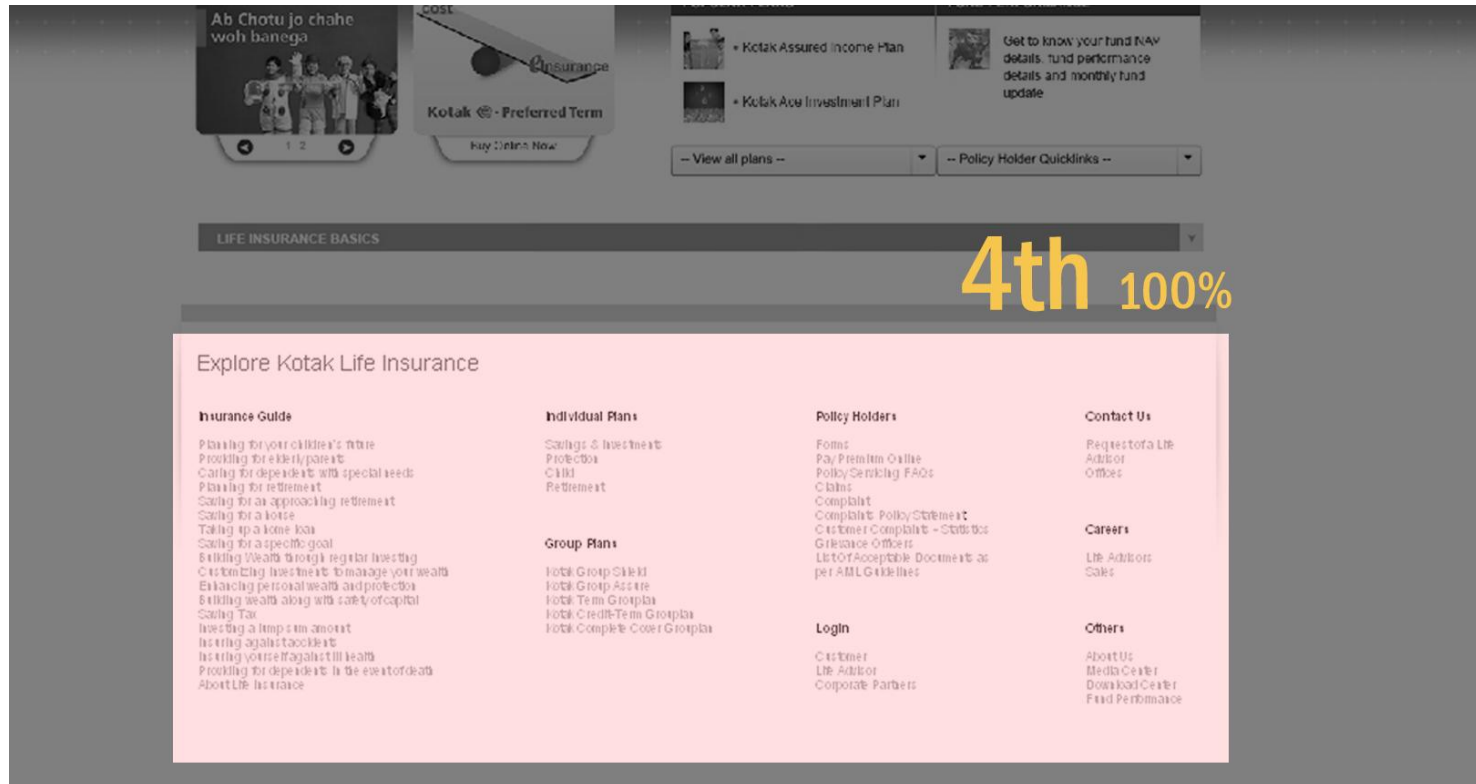 Ab Chotu jo chahe
woh banega
1 2
cost
insurance
Kotak e - Preferred Term
Buy Online Now
• Kotak Assured Income Plan
• Kotak Ace Investment Plan
-- View all plans --
Get to know your fund NAV
details, fund performance
details and monthly fund
update
-- Policy Holder Quicklinks --
LIFE INSURANCE BASICS
4th 100%
Explore Kotak Life Insurance
Insurance Guide
Planning for your children's future
Providing for elderly parents
Caring for dependents with special needs
Planning for retirement
Saving for an approaching retirement
Saving for a house
Taking up a home loan
Saving for a specific goal
Building Wealth through regular investing
Customizing investments to manage your wealth
Enhancing personal wealth and protection
Building wealth along with safety of capital
Saving Tax
Investing a lump sum amount
Insuring against accidents
Insuring yourself against ill health
Providing for dependents in the event of death
About Life Insurance
Individual Plans
Savings & Investments
Protection
Child
Retirement
Group Plans
Kotak Group Shield
Kotak Group Assure
Kotak Term Grouplan
Kotak Credit-Term Grouplan
Kotak Complete Cover Grouplan
Policy Holders
Forms
Pay Premium Online
Policy Servicing FAQs
Claims
Complaint
Complaints Policy Statement
Customer Complaints - Statistics
Grievance Officers
List Of Acceptable Documents as
per AML Guidelines
Login
Customer
Life Advisor
Corporate Partners
Contact Us
Request of a Life
Advisor
Offices
Careers
Life Advisors
Sales
Others
About Us
Media Center
Download Center
Fund Performance